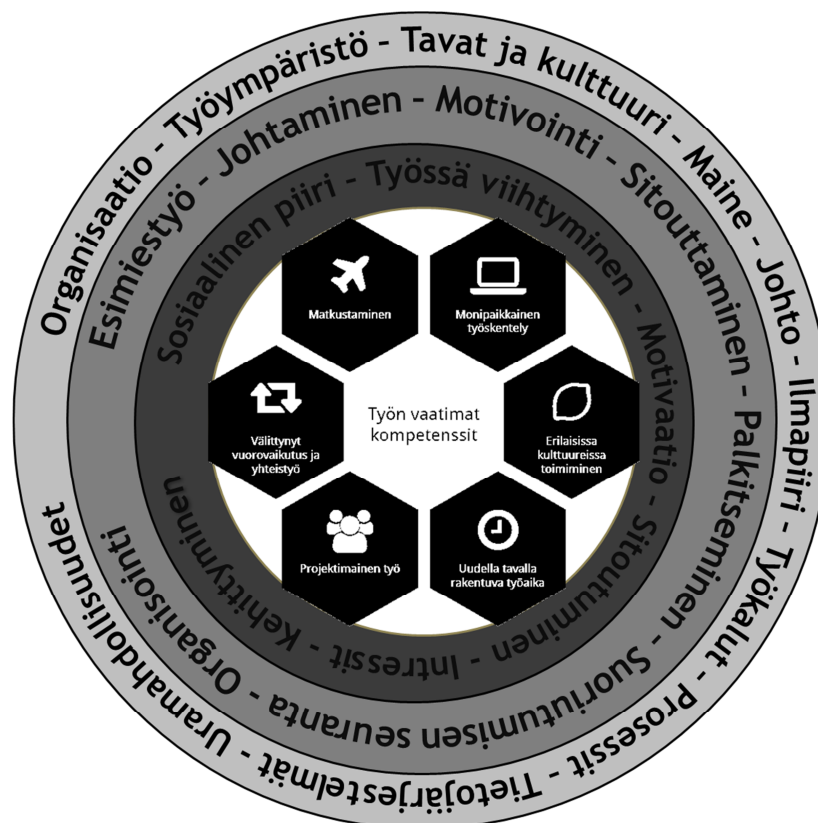 Organisaatio - Työympäristö - Tavat ja kulttuuri - Maine - Johto - Ilmapiiri - Työkalut - Prosessit - Tietojärjestelmät - Uramahdollisuudet
Esimiestyö - Johtaminen - Motivointi - Sitouttaminen - Palkitseminen - Suoriutumisen seuranta - Organisointi
Sosiaalinen piiri - Työssä viihtyminen - Motivaatio - Sitoutuminen - Intressit - Kehittyminen
Matkustaminen
Monipaikkainen
työskentely
Välittynyt
vuorovaikutus ja
yhteistyö
Työn vaatimat
kompetenssit
Erilaisissa
kulttuureissa
toimiminen
Projektimainen työ
Uudella tavalla
rakentuva työaika